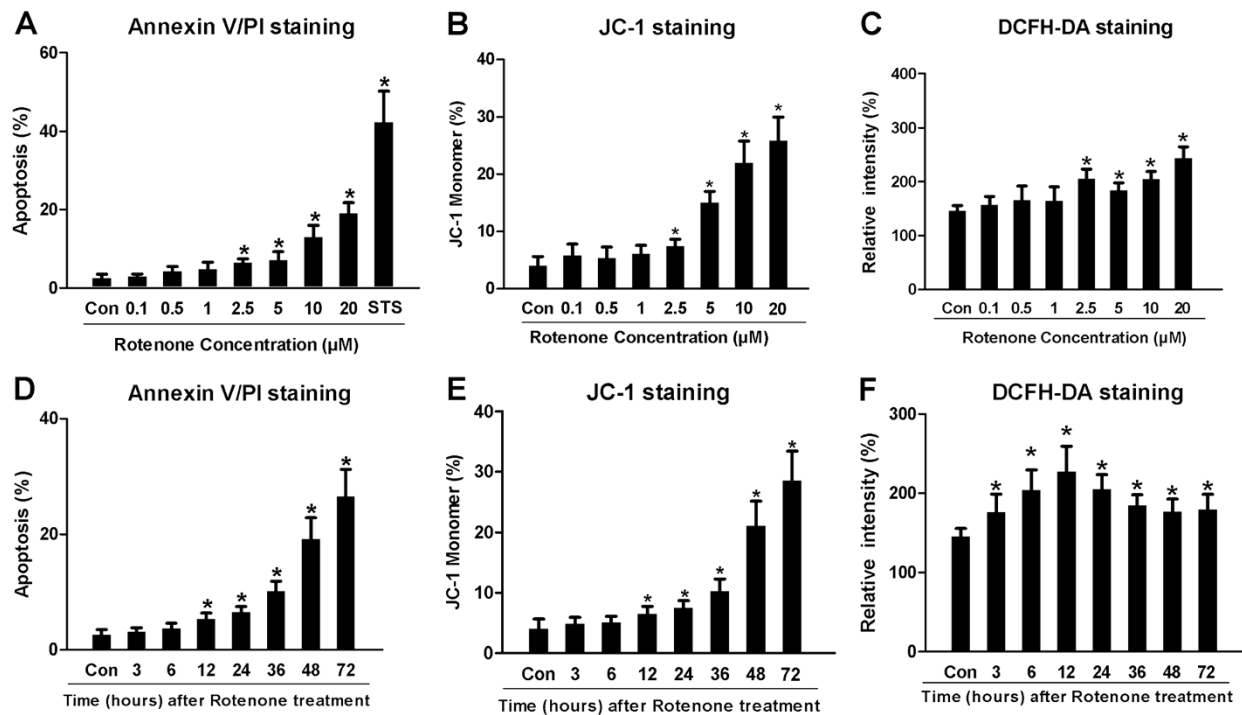 A
Annexin V/PI staining
Apoptosis (%)
60
40
20
0
* * * * *
Con 0.1 0.5 1 2.5 5 10 20 STS
Rotenone Concentration (µM)
B
JC-1 staining
JC-1 Monomer (%)
40
30
20
10
0
* * * *
Con 0.1 0.5 1 2.5 5 10 20
Rotenone Concentration (µM)
C
DCFH-DA staining
Relative intensity (%)
400
300
200
100
0
* * * *
Con 0.1 0.5 1 2.5 5 10 20
Rotenone Concentration (µM)
D
Annexin V/PI staining
Apoptosis (%)
40
20
0
* * * * *
Con 3 6 12 24 36 48 72
Time (hours) after Rotenone treatment
E
JC-1 staining
JC-1 Monomer (%)
40
30
20
10
0
* * * * *
Con 3 6 12 24 36 48 72
Time (hours) after Rotenone treatment
F
DCFH-DA staining
Relative intensity (%)
300
200
100
0
* * * * * * *
Con 3 6 12 24 36 48 72
Time (hours) after Rotenone treatment